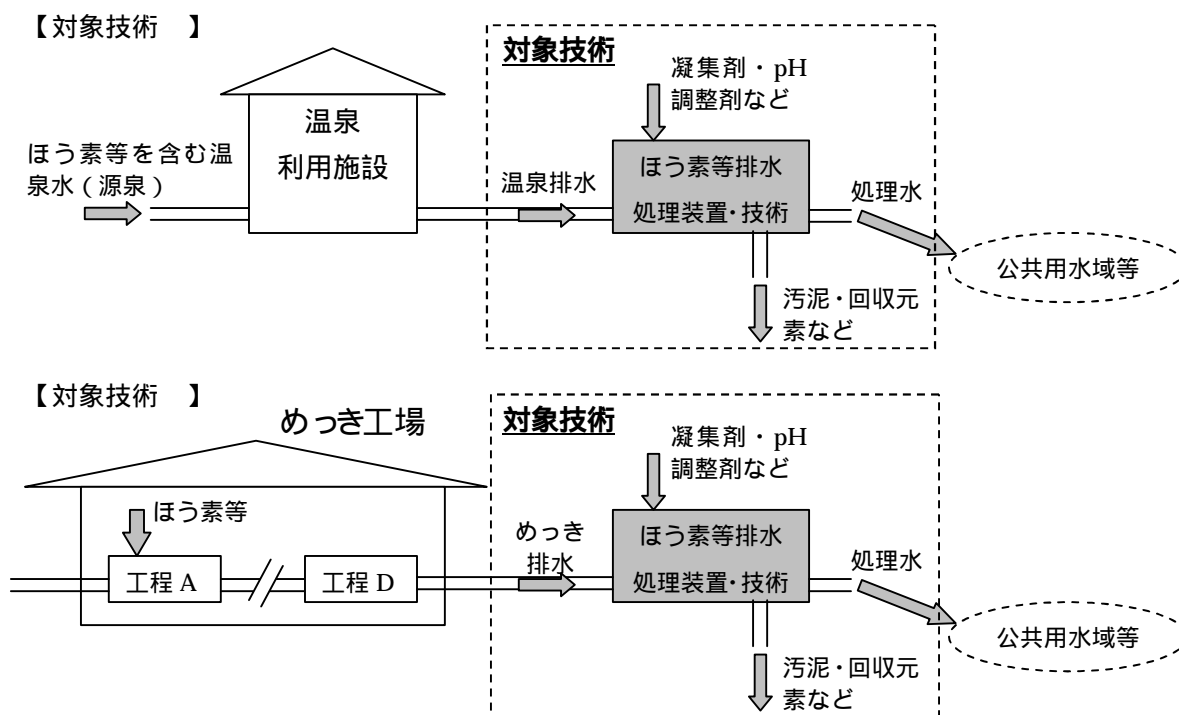 【対象技術　】
対象技術
凝集剤・pH
調整剤など
温泉
利用施設
ほう素等を含む温
泉水（源泉）
温泉排水
ほう素等排水
処理装置・技術
処理水
公共用水域等
汚泥・回収元
素など
【対象技術　】
めっき工場
対象技術
凝集剤・pH
調整剤など
ほう素等
工程 A
工程 D
めっき
排水
ほう素等排水
処理装置・技術
処理水
公共用水域等
汚泥・回収元
素など